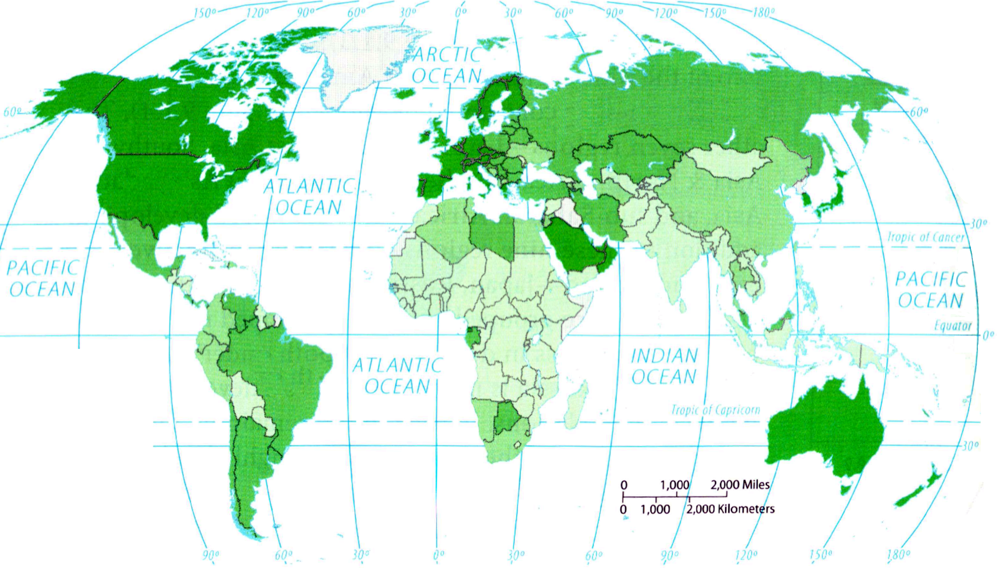 150° 120° 90° 60° 30° 0° 30° 60° 90° 120° 150° 180°
ARCTIC
OCEAN
60° 60°
ATLANTIC
OCEAN
30°
Tropic of Cancer
PACIFIC
OCEAN
PACIFIC
OCEAN
Equator
0°
ATLANTIC
OCEAN
INDIAN
OCEAN
Tropic of Capricorn
30°
0 1,000 2,000 Miles
0 1,000 2,000 Kilometers
90° 60° 30° 0° 30° 60° 90° 120° 150° 180°